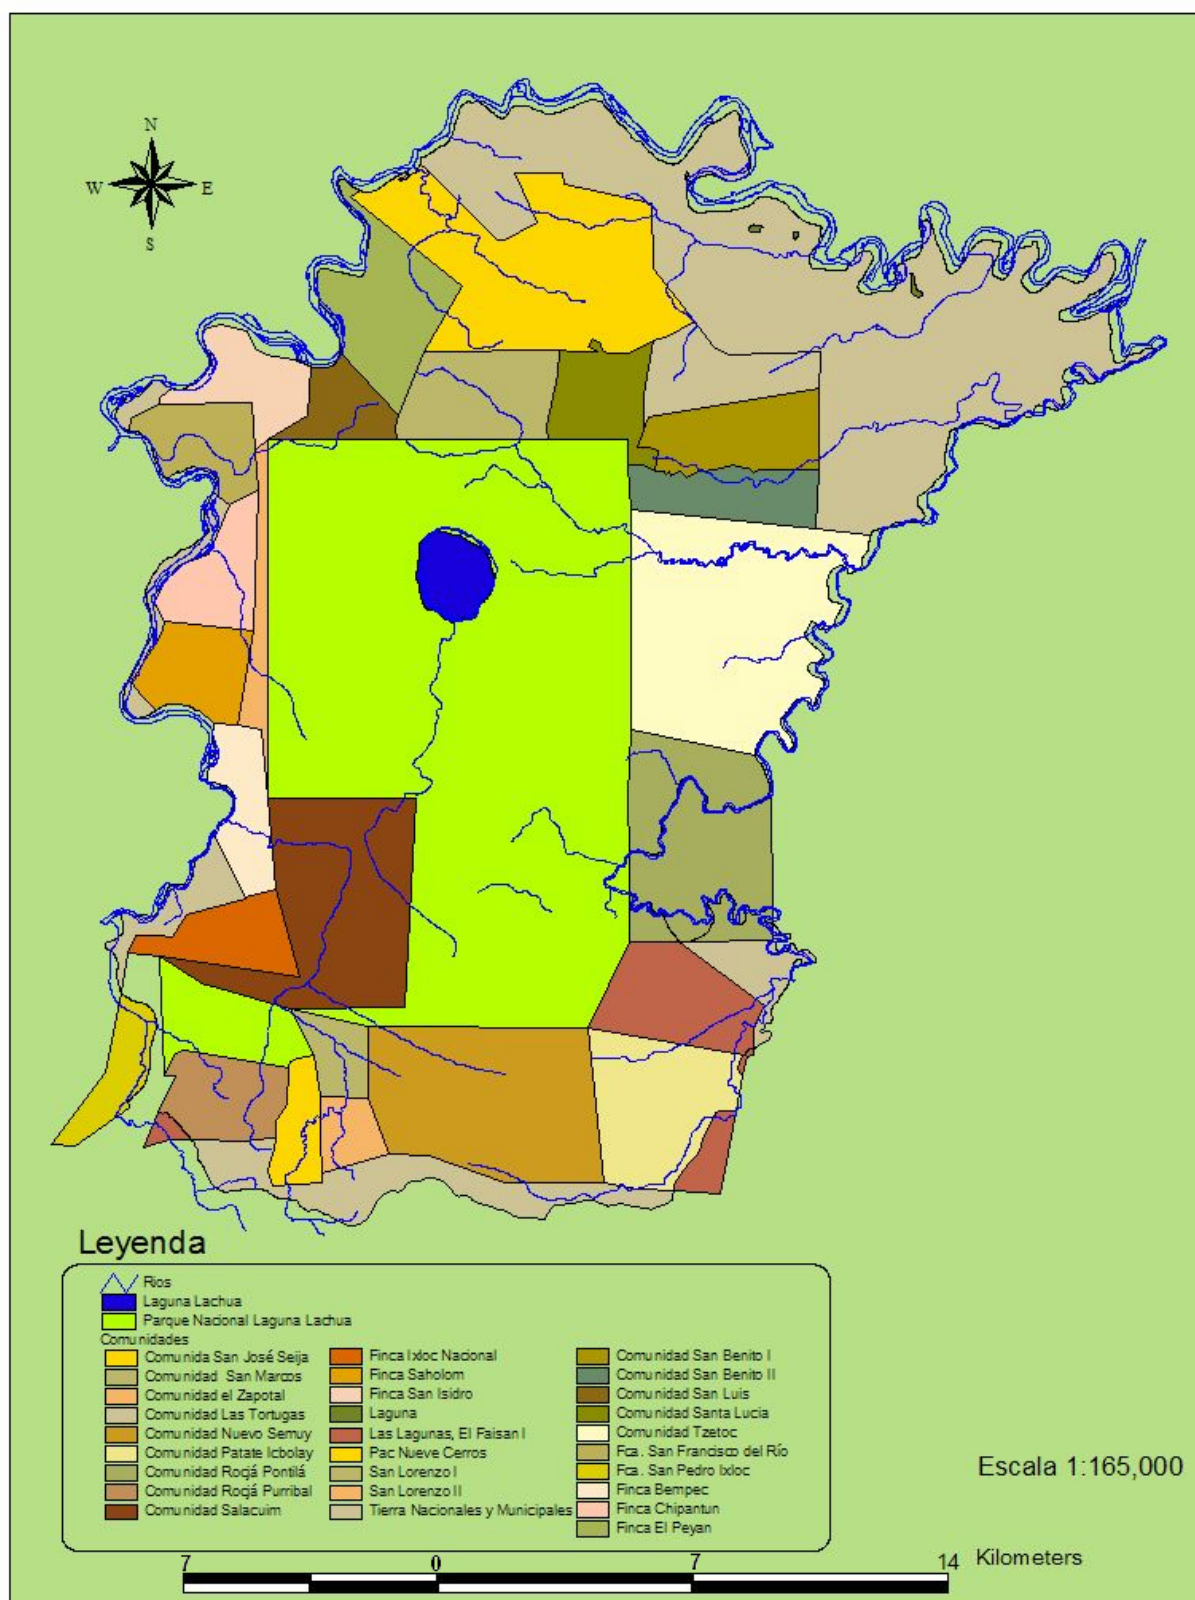 N
W E
S
Leyenda
Rios
Laguna Lachua
Parque Nacional Laguna Lachua
Comunidades
Comunida San José Seija
Comunidad San Marcos
Comunidad el Zapotal
Comunidad Las Tortugas
Comunidad Nuevo Semuy
Comunidad Patate Icbolay
Comunidad Rocjá Pontilá
Comunidad Rocjá Purribal
Comunidad Salacuim
Finca Ixloc Nacional
Finca Saholom
Finca San Isidro
Laguna
Las Lagunas, El Faisan I
Pac Nueve Cerros
San Lorenzo I
San Lorenzo II
Tierra Nacionales y Municipales
Comunidad San Benito I
Comunidad San Benito II
Comunidad San Luis
Comunidad Santa Lucia
Comunidad Tzetoc
Fca. San Francisco del Río
Fca. San Pedro Ixloc
Finca Bempec
Finca Chipantun
Finca El Peyan
Escala 1:165,000
7 0 7 14 Kilometers